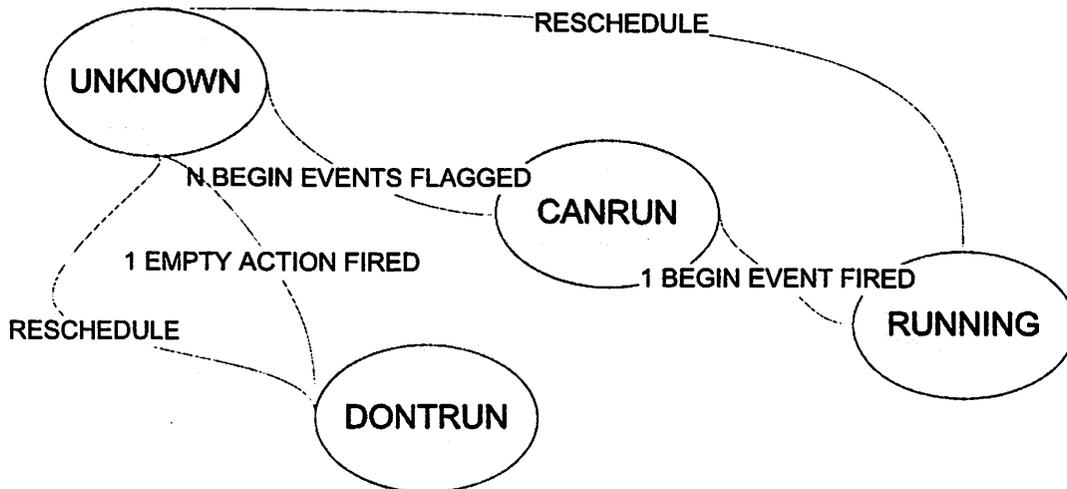 RESCHEDULE
UNKNOWN
N BEGIN EVENTS FLAGGED
CANRUN
1 EMPTY ACTION FIRED
1 BEGIN EVENT FIRED
RESCHEDULE
RUNNING
DONTRUN